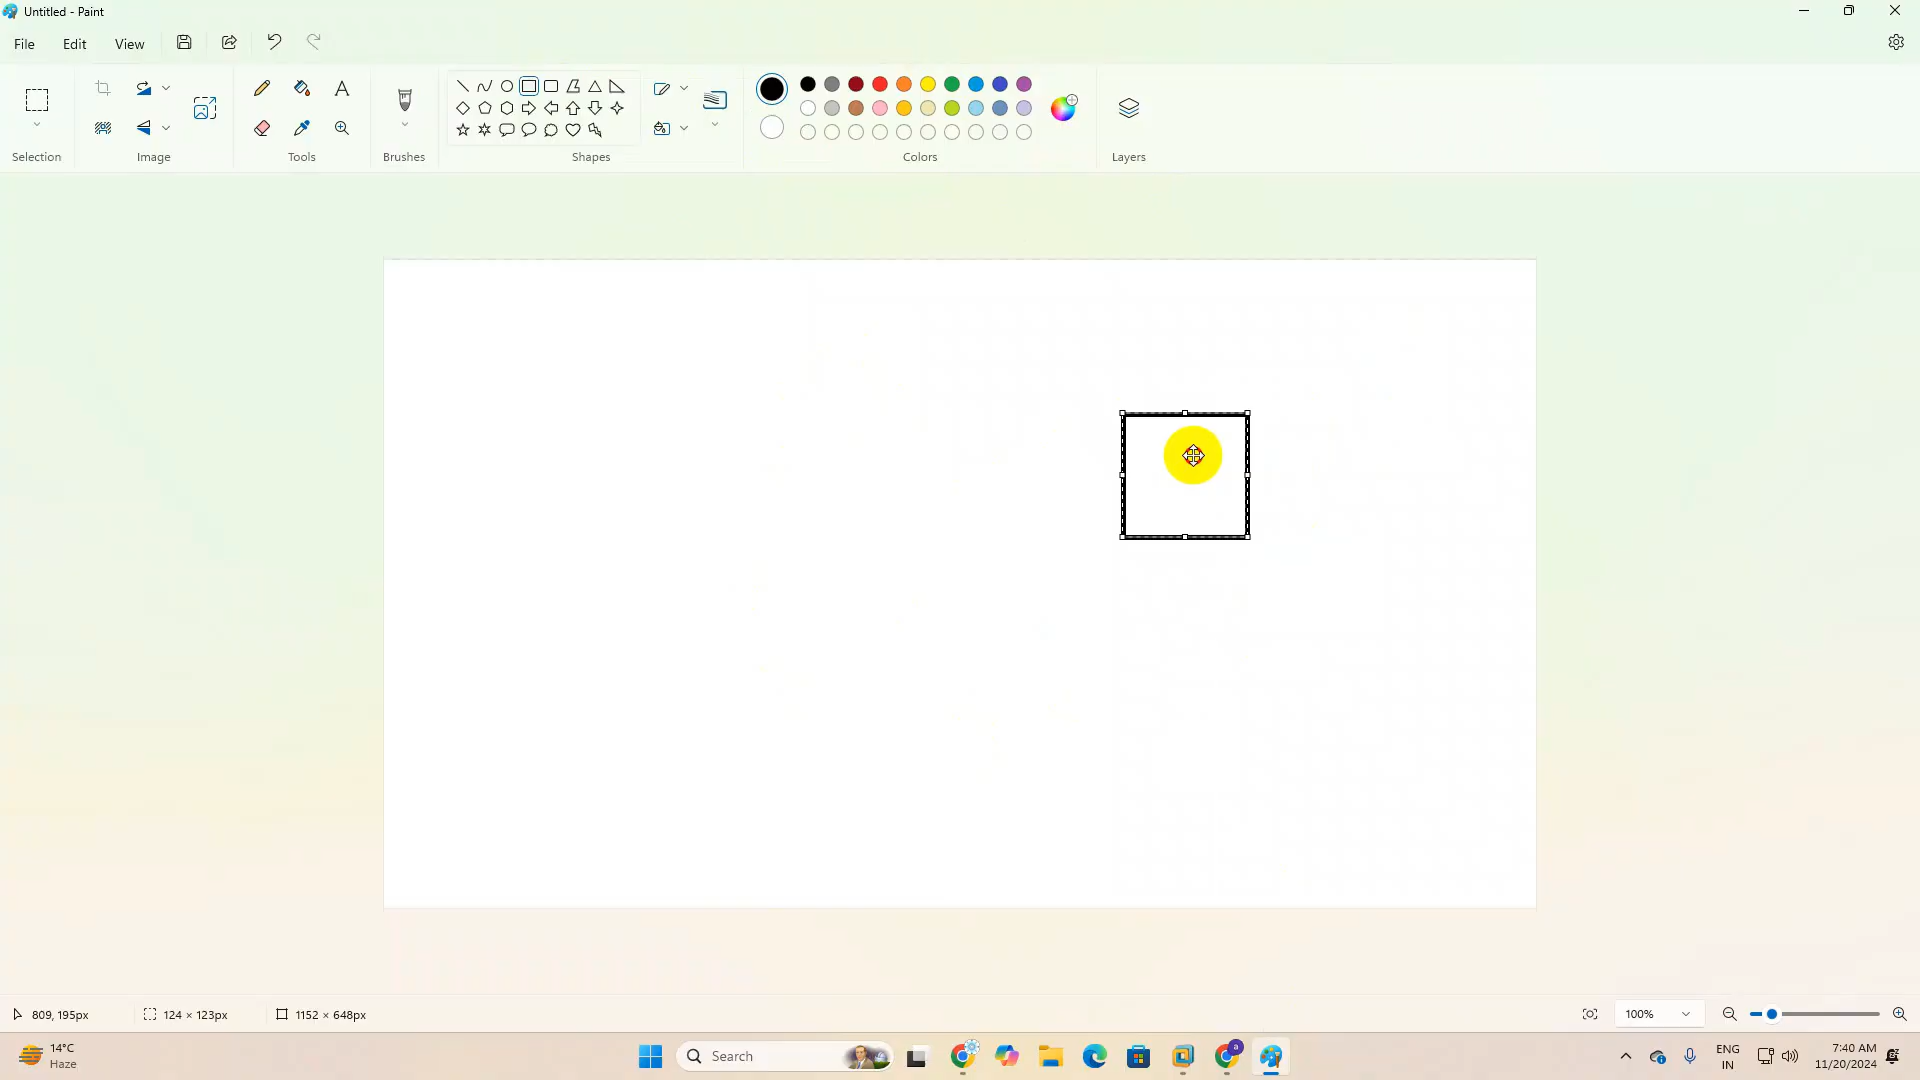 Untitled - Paint
File Edit View
Selection Image Tools Brushes Shapes Colors Layers
809, 195px 124 × 123px 1152 × 648px 100%
14°C
Haze
Search
ENG
IN
7:40 AM
11/20/2024